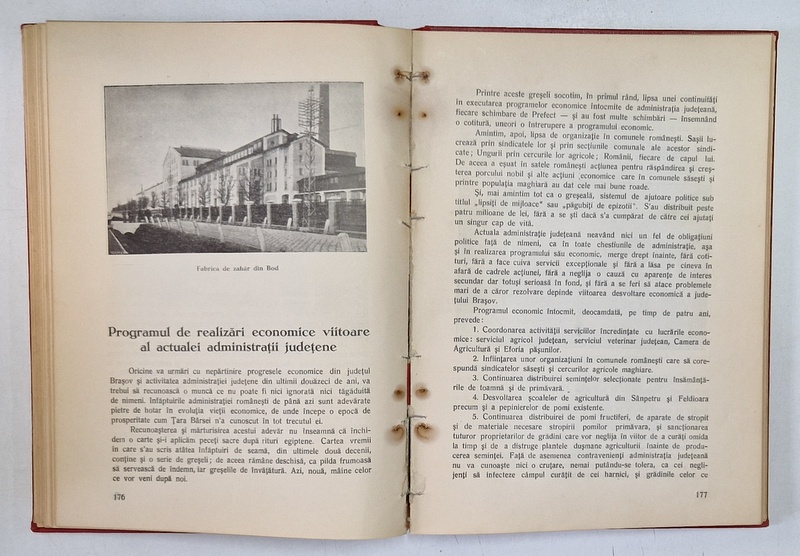 Fabrica de zahăr din Bod
Programul de realizări economice viitoare
al actualei administrații județene
Oricine va urmări cu nepărtinire progresele economice din județul
Brașov și activitatea administrației județene din ultimii douăzeci de ani, va
trebui să recunoască o muncă ce nu poate fi nici ignorată nici tăgăduită
de nimeni. Înfăptuirile administrației românești de până azi sunt adevărate
pietre de hotar în evoluția vieții economice, de unde începe o epocă de
prosperitate cum Țara Bârsei n'a cunoscut în tot trecutul ei.
Recunoașterea și mărturisirea acestui adevăr nu înseamnă că închi-
dem o carte și-i aplicăm peceți sacre după rituri egiptene. Cartea vremii
în care s'au scris atâtea înfăptuiri de seamă, din ultimele două decenii,
conține și o serie de greșeli; de aceea rămâne deschisă, ca pilda frumoasă
să servească de îndemn, iar greșelile de învățătură. Azi, nouă, mâine celor
ce vor veni după noi.
176
Printre aceste greșeli socotim, în primul rând, lipsa unei continuități
în executarea programelor economice întocmite de administrația județeană,
fiecare schimbare de Prefect — și au fost multe schimbări — însemnând
o cotitură, uneori o întrerupere a programului economic.
Amintim, apoi, lipsa de organizație în comunele românești. Sașii lu-
crează prin sindicatele lor și prin secțiunile comunale ale acestor sindi-
cate; Ungurii prin cercurile lor agricole; Românii, fiecare de capul lui.
De aceea a eșuat în satele românești acțiunea pentru răspândirea și creș-
terea porcului nobil și alte acțiuni economice care în comunele săsești și
printre populația maghiară au dat cele mai bune roade.
Și, mai amintim tot ca o greșeală, sistemul de ajutoare politice sub
titlul „lipsiți de mijloace" sau „păgubiți de epizotii". S'au distribuit peste
patru milioane de lei, fără a se ști dacă s'a cumpărat de către cei ajutați
un singur cap de vită.
Actuala administrație județeană neavând nici un fel de obligațiuni
politice față de nimeni, ca în toate chestiunile de administrație, așa
și în realizarea programului său economic, merge drept înainte, fără coti-
turi, fără a face cuiva servicii excepționale și fără a lăsa pe cineva în
afară de cadrele acțiunei, fără a neglija o cauză cu aparențe de interes
secundar dar totuși serioasă în fond, și fără a se feri să atace problemele
mari de a căror rezolvare depinde viitoarea desvoltare economică a jude-
țului Brașov.
Programul economic întocmit, deocamdată, pe timp de patru ani,
prevede:
1. Coordonarea activității serviciilor încredințate cu lucrările econo-
mice: serviciul agricol județean, serviciul veterinar județean, Camera de
Agricultură și Eforia pășunilor.
2. Înființarea unor organizațiuni în comunele românești care să core-
spundă sindicatelor săsești și cercurilor agricole maghiare.
3. Continuarea distribuirei semințelor selecționate pentru însămânță-
rile de toamnă și de primăvară.
4. Desvoltarea școalelor de agricultură din Sânpetru și Feldioara
precum și a pepinierelor de pomi existente.
5. Continuarea distribuirei de pomi fructiferi, de aparate de stropit
și de materiale necesare stropirii pomilor primăvara, și sancționarea
tuturor proprietarilor de grădini cari vor neglija în viitor de a curăți omida
la timp și de a distruge plantele dușmane agriculturii înainte de produ-
cerea seminței. Față de asemenea contravenienți administrația județeană
nu va cunoaște nici o cruțare, nemai putându-se tolera, ca cei negli-
jenți să infecteze câmpul curății de cei harnici, și grădinile celor ce
177